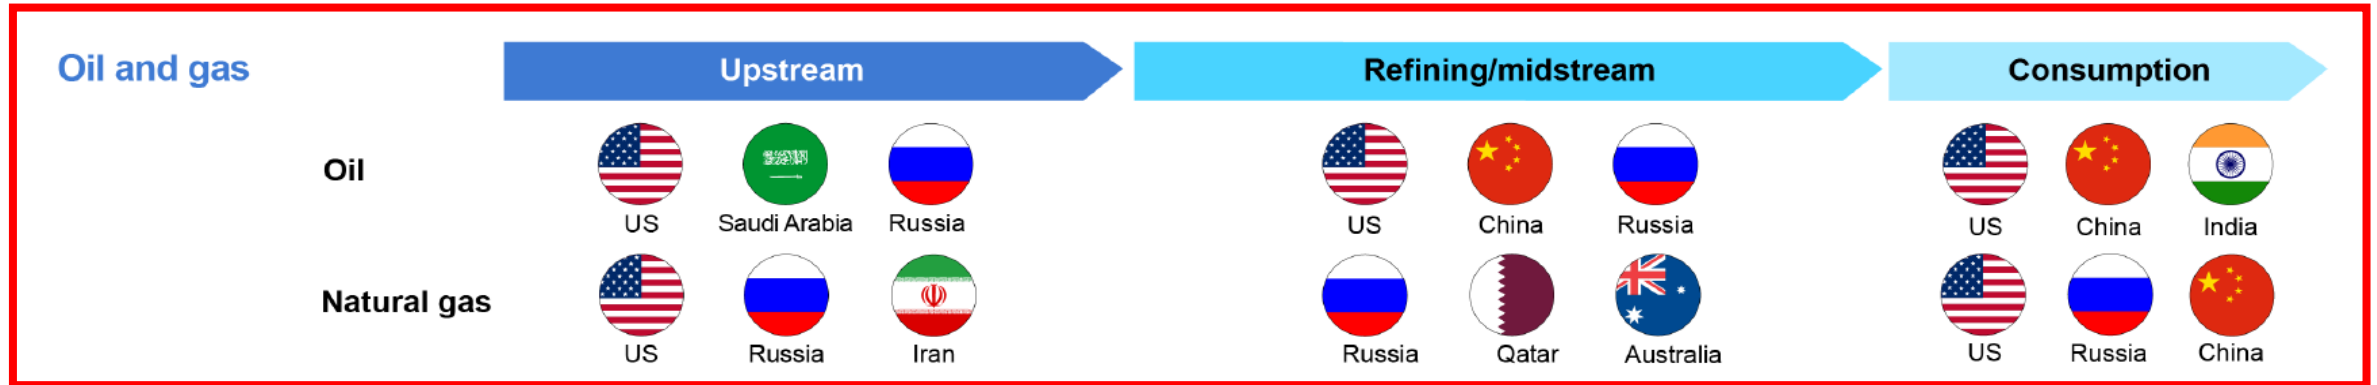 Oil and gas
Upstream
Refining/midstream
Consumption
Oil
US Saudi Arabia Russia
US China Russia
US China India
Natural gas
US Russia Iran
Russia Qatar Australia
US Russia China